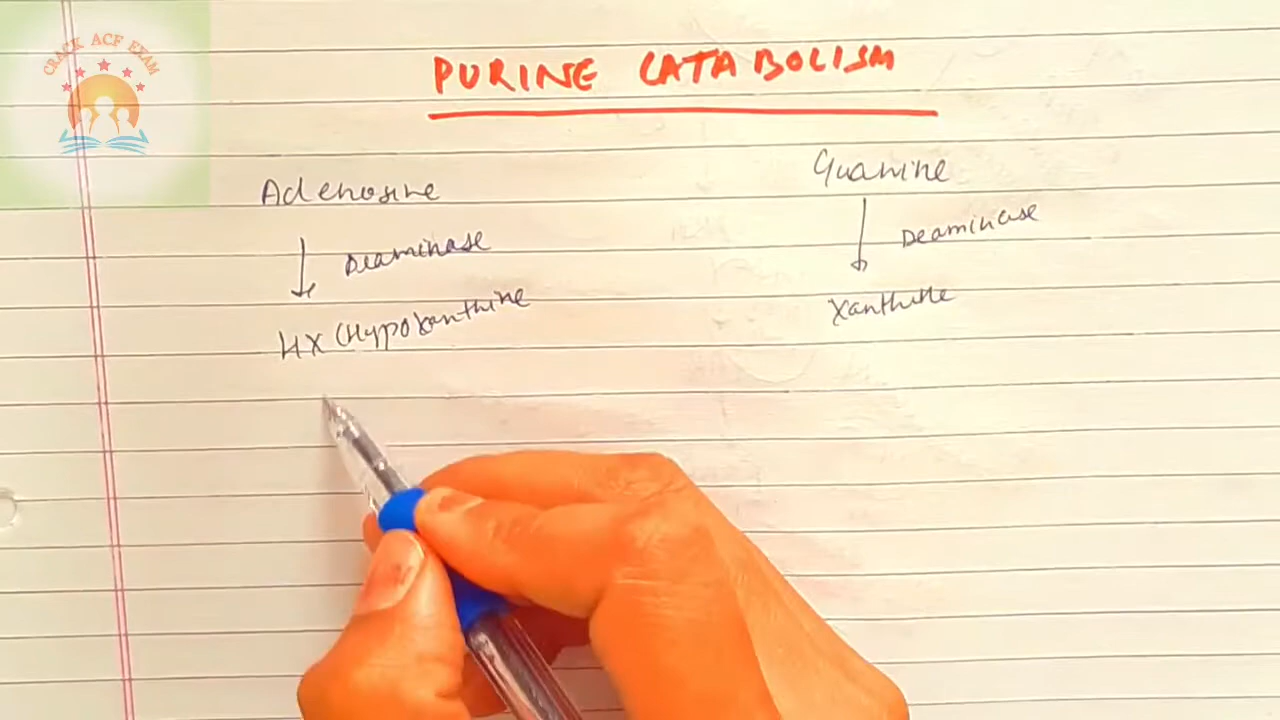 CRACK ACF EXAM
PURINE CATABOLISM
Adenosine
Guanine
Deaminase
Deaminase
HX (Hypoxanthine
Xanthine